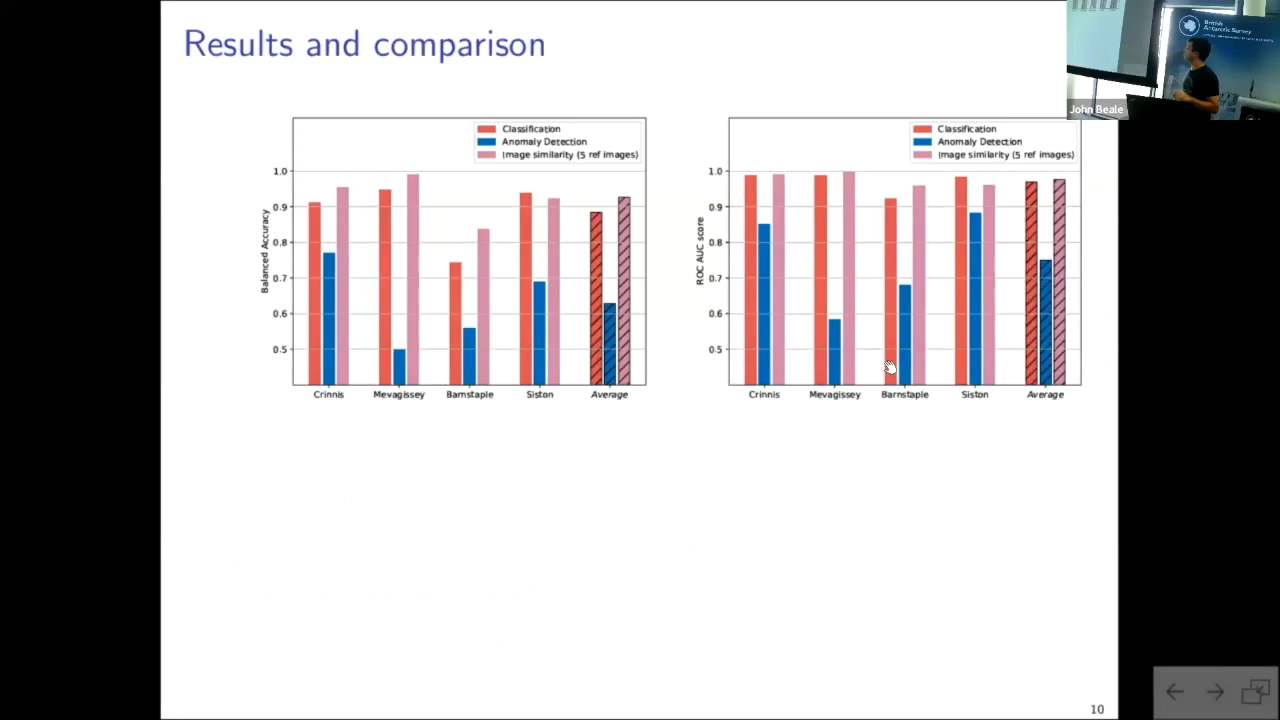 Results and comparison
British
Antarctic Survey
John Beale
Classification
Anomaly Detection
Image similarity (5 ref images)
1.0
0.9
0.8
0.7
0.6
0.5
Balanced Accuracy
Crinnis
Mevagissey
Barnstaple
Siston
Average
Classification
Anomaly Detection
Image similarity (5 ref images)
1.0
0.9
0.8
0.7
0.6
0.5
ROC AUC score
Crinnis
Mevagissey
Barnstaple
Siston
Average
10